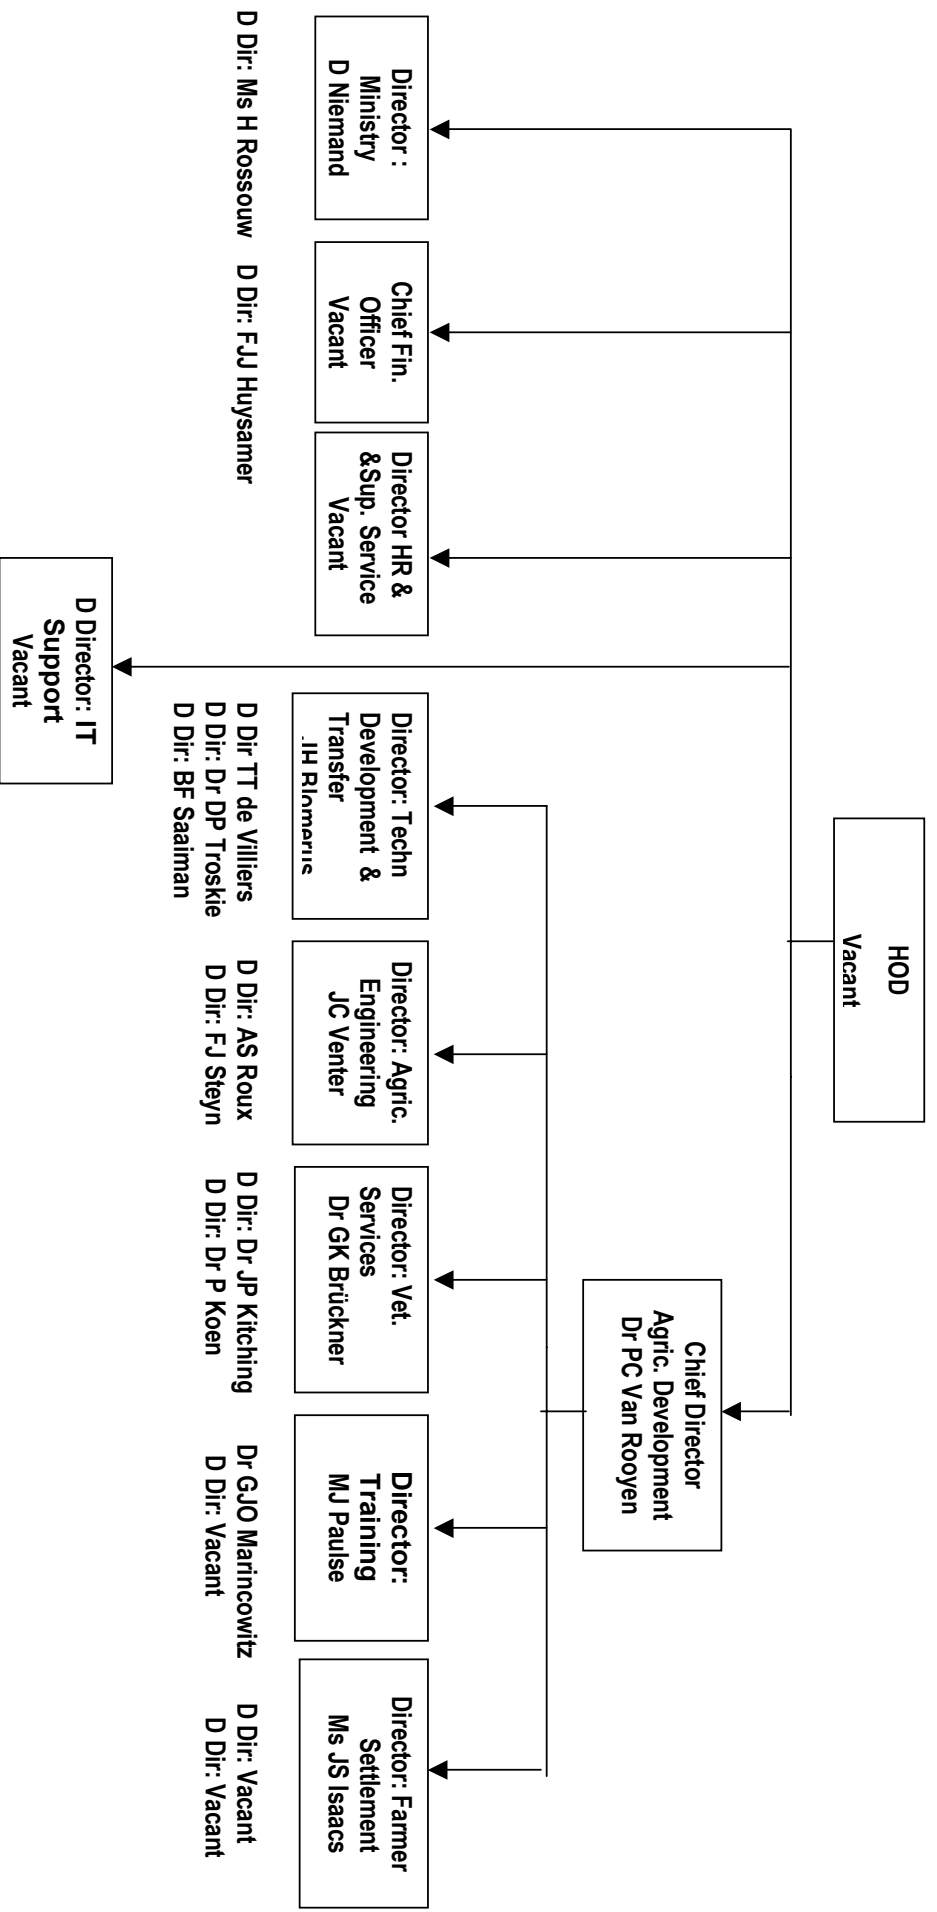 HOD
Vacant
Chief Director
Agric. Development
Dr PC Van Rooyen
Director :
Ministry
D Niemand
Chief Fin.
Officer
Vacant
Director HR &
&Sup. Service
Vacant
Director: Techn
Development &
Transfer
JH Blomerus
Director: Agric.
Engineering
JC Venter
Director: Vet.
Services
Dr GK Brückner
Director:
Training
MJ Paulse
Director: Farmer
Settlement
Ms JS Isaacs
D Dir: Ms H Rossouw
D Dir: FJJ Huysamer
D Dir TT de Villiers
D Dir: Dr DP Troskie
D Dir: BF Saaiman
D Dir: AS Roux
D Dir: FJ Steyn
D Dir: Dr JP Kitching
D Dir: Dr P Koen
Dr GJO Marincowitz
D Dir: Vacant
D Dir: Vacant
D Dir: Vacant
D Director: IT
Support
Vacant